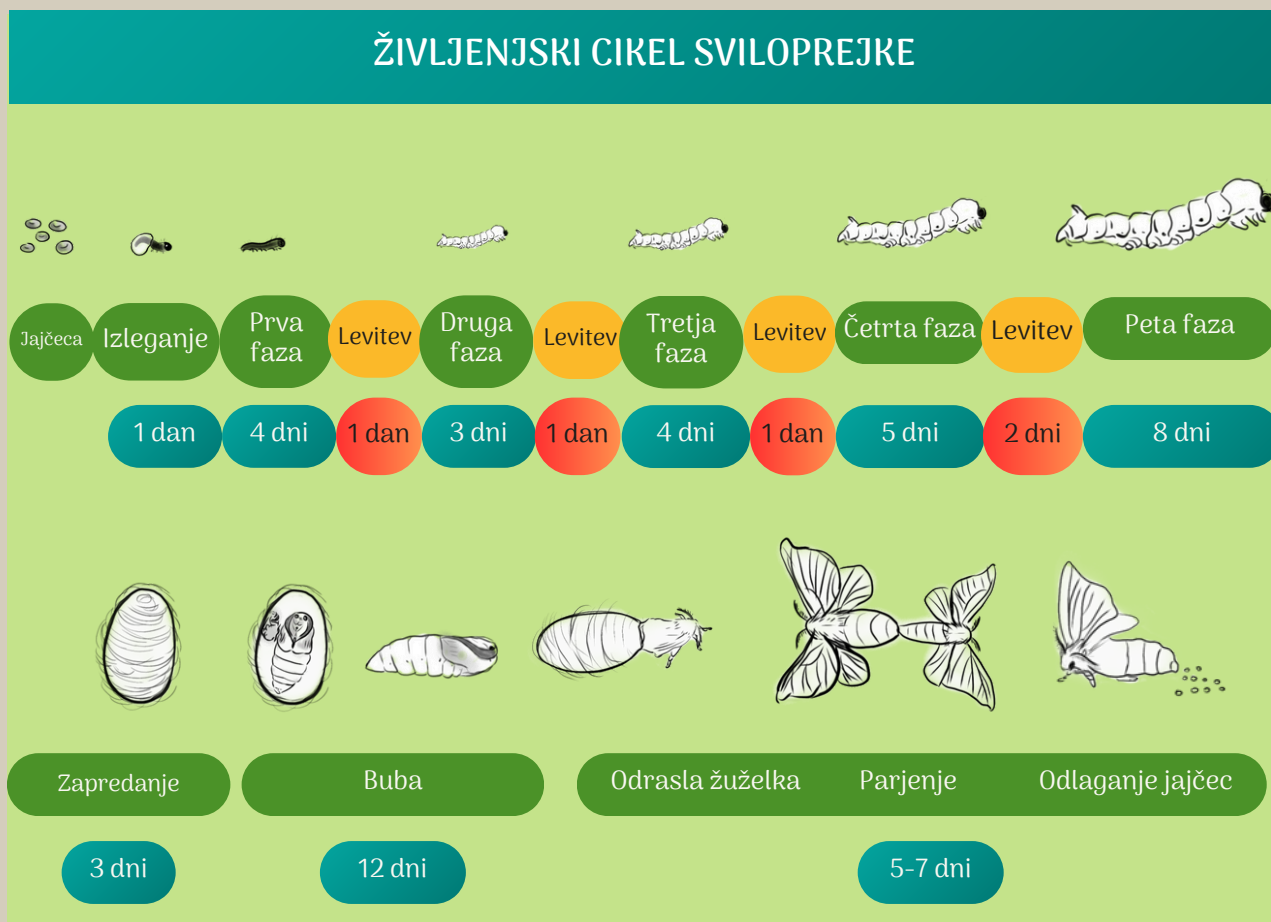 ŽIVLJENJSKI CIKEL SVILOPREJKE
Jajčeca
Izleganje
Prva
faza
Levitev
Druga
faza
Levitev
Tretja
faza
Levitev
Četrta faza
Levitev
Peta faza
1 dan
4 dni
1 dan
3 dni
1 dan
4 dni
1 dan
5 dni
2 dni
8 dni
Zapredanje
Buba
Odrasla žuželka
Parjenje
Odlaganje jajčec
3 dni
12 dni
5-7 dni